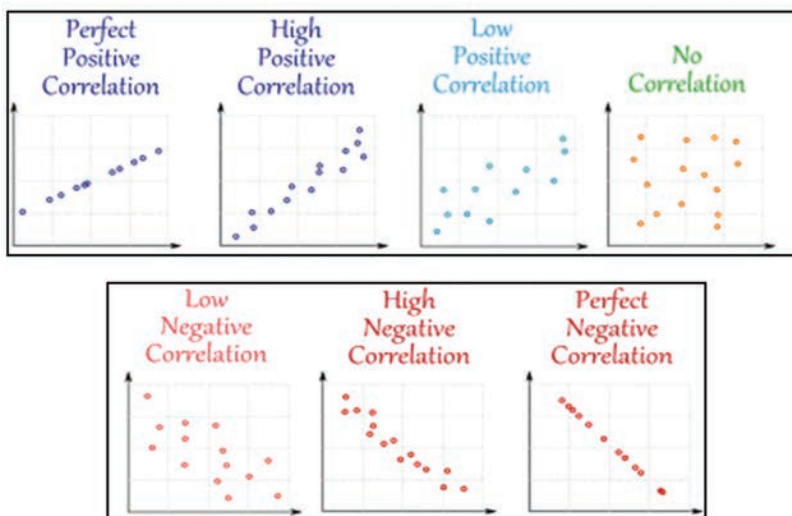 Perfect
Positive
Correlation
High
Positive
Correlation
Low
Positive
Correlation
No
Correlation
Low
Negative
Correlation
High
Negative
Correlation
Perfect
Negative
Correlation